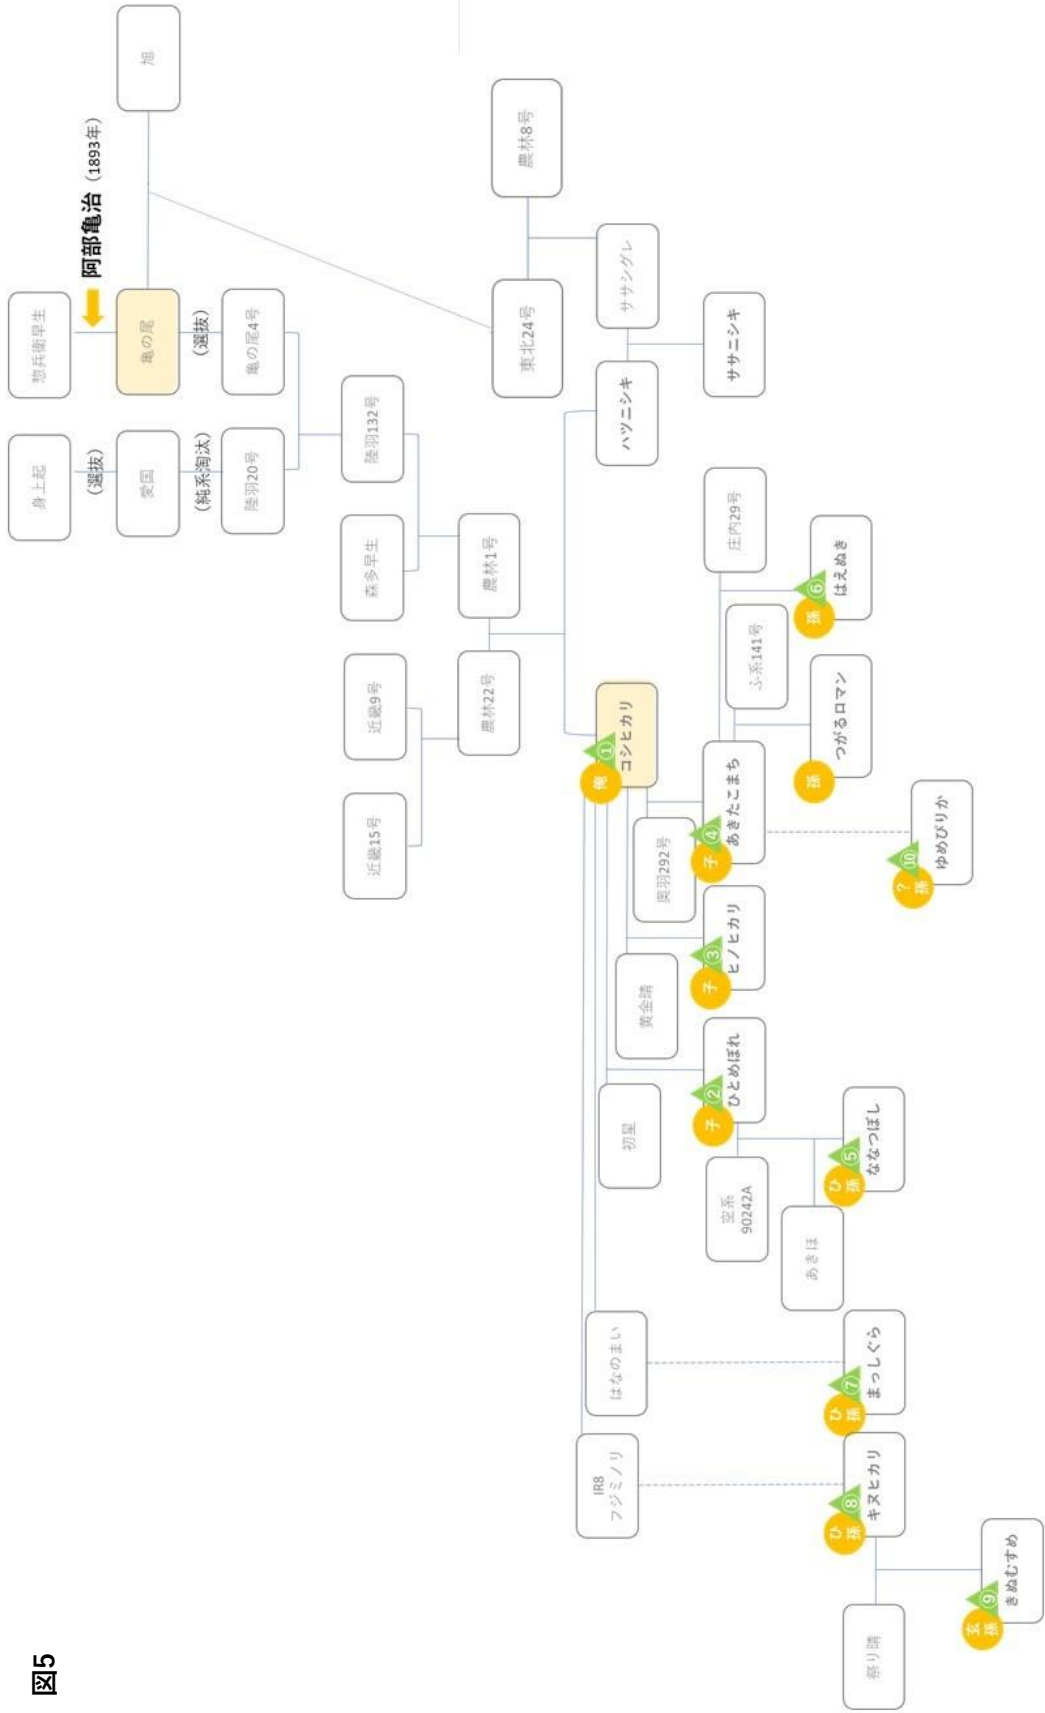 図5
身上起
惣兵衛早生
阿部亀治（1893年）
（選抜）
愛国
亀の尾
旭
（純系淘汰）
（選抜）
陸羽20号
亀の尾4号
近畿15号
近畿9号
森多早生
陸羽132号
農林22号
農林1号
東北24号
農林8号
IR8
フジミノリ
はなのまい
初星
黄金晴
奥羽292号
俺
①
コシヒカリ
ハツニシキ
ササシグレ
空系
90242A
子
②
ひとめぼれ
子
③
ヒノヒカリ
子
④
あきたこまち
ふ系141号
庄内29号
ササニシキ
あきほ
祭り晴
ひ
孫
⑧
キヌヒカリ
ひ
孫
⑦
まっしぐら
ひ
孫
⑤
ななつぼし
孫
つがるロマン
孫
⑥
はえぬき
玄
孫
⑨
きぬむすめ
?
孫
⑩
ゆめぴりか